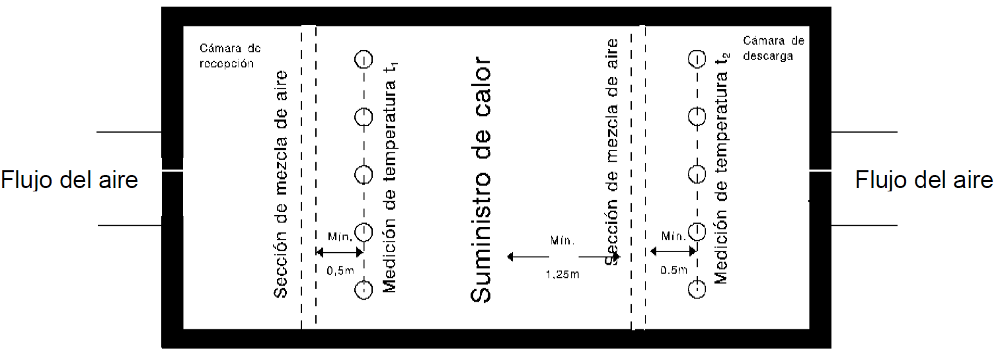 Flujo del aire
Cámara de
recepción
Sección de mezcla de aire
Mín.
0,5m
Medición de temperatura t₁
Suministro de calor
Mín.
1,25m
Sección de mezcla de aire
Mín.
0.5m
Medición de temperatura t₂
Cámara de
descarga
Flujo del aire